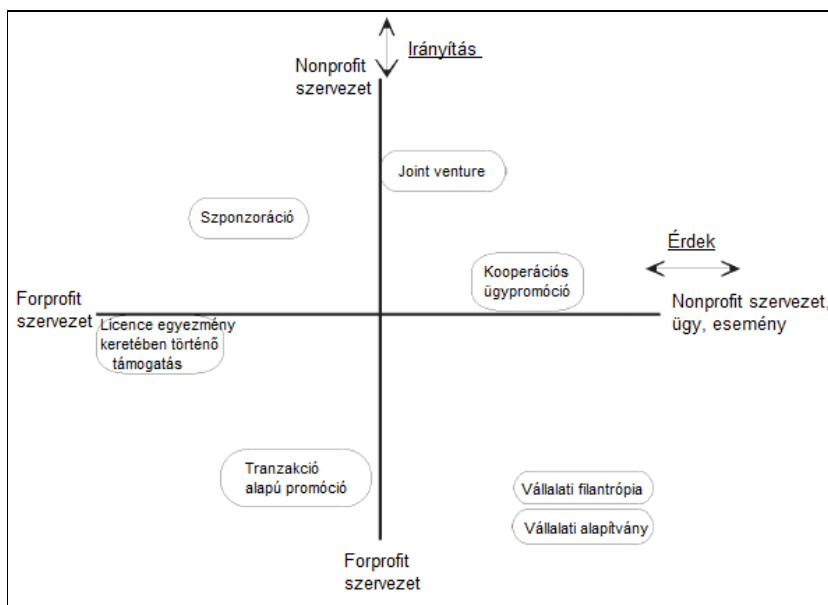 Irányítás
Nonprofit
szervezet
Joint venture
Szponzoráció
Érdek
Kooperációs
ügypromóció
Forprofit
szervezet
Nonprofit szervezet,
ügy, esemény
Licence egyezmény
keretében történő
támogatás
Tranzakció
alapú promóció
Vállalati filantrópia
Vállalati alapítvány
Forprofit
szervezet